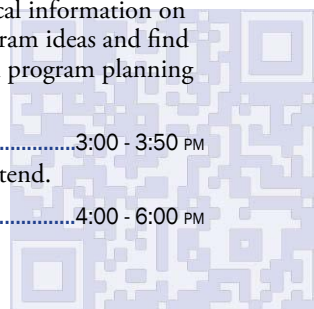 cal information on
ram ideas and find
program planning
...............3:00 - 3:50 PM
tend.
...............4:00 - 6:00 PM